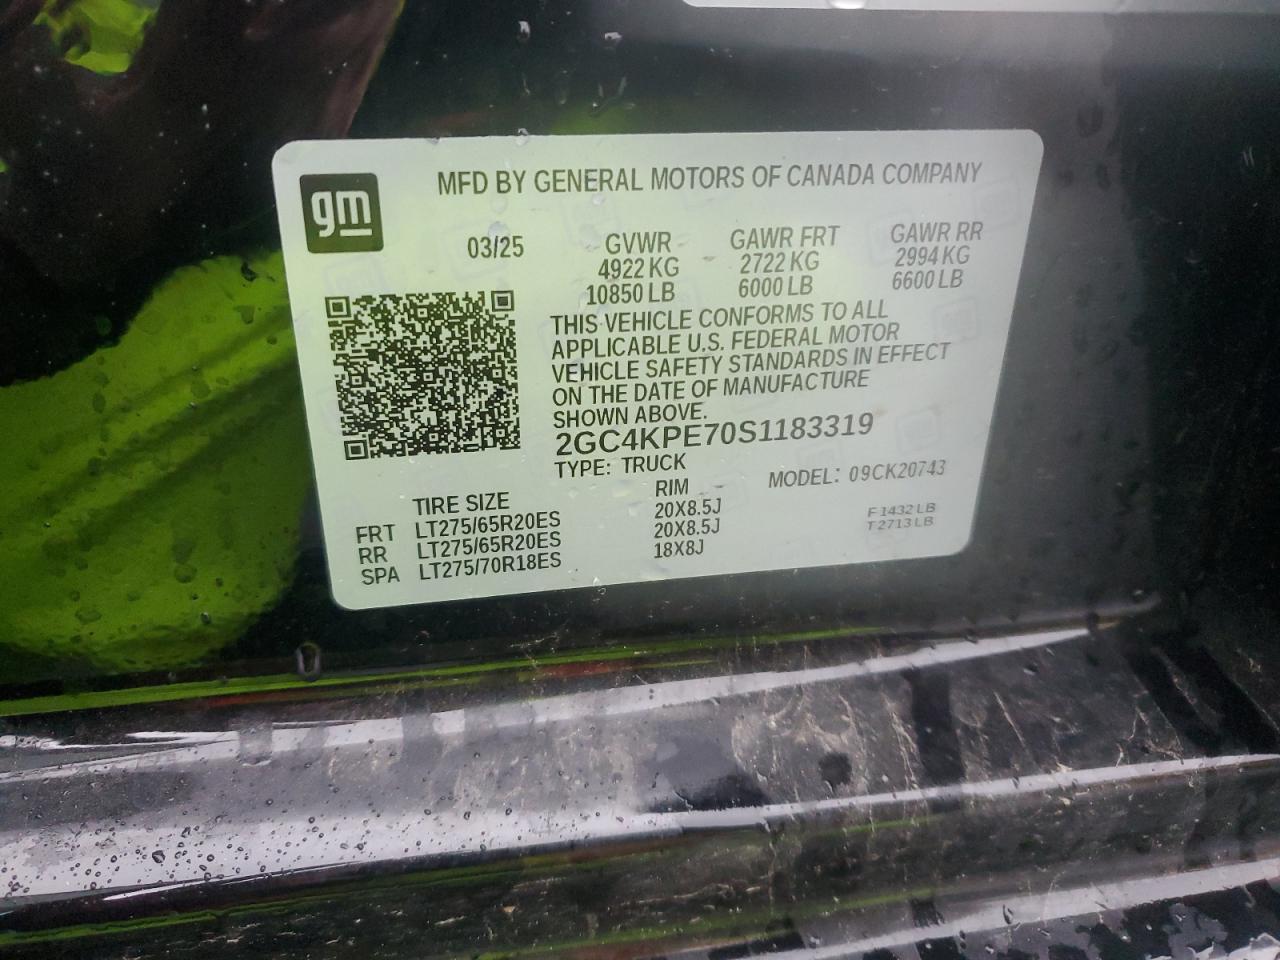 gm
MFD BY GENERAL MOTORS OF CANADA COMPANY
03/25 GVWR GAWR FRT GAWR RR
4922 KG 2722 KG 2994 KG
10850 LB 6000 LB 6600 LB
THIS VEHICLE CONFORMS TO ALL
APPLICABLE U.S. FEDERAL MOTOR
VEHICLE SAFETY STANDARDS IN EFFECT
ON THE DATE OF MANUFACTURE
SHOWN ABOVE.
2GC4KPE70S1183319
TYPE: TRUCK MODEL: 09CK20743
TIRE SIZE RIM
FRT LT275/65R20ES 20X8.5J F 1432 LB
RR LT275/65R20ES 20X8.5J T 2713 LB
SPA LT275/70R18ES 18X8J